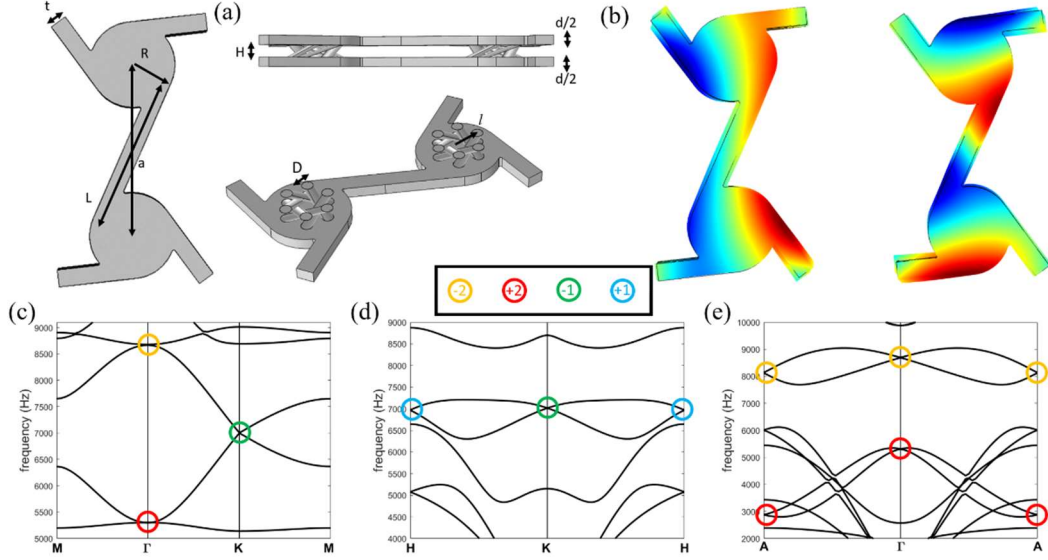 (a)
t
R
a
L
H
d/2
d/2
D
l
(b)
-2 +2 -1 +1
(c)
frequency (Hz)
9000
8500
8000
7500
7000
6500
6000
5500
5000
M Γ K M
(d)
frequency (Hz)
9000
8500
8000
7500
7000
6500
6000
5500
5000
4500
4000
H K H
(e)
frequency (Hz)
10000
9000
8000
7000
6000
5000
4000
3000
2000
A Γ A